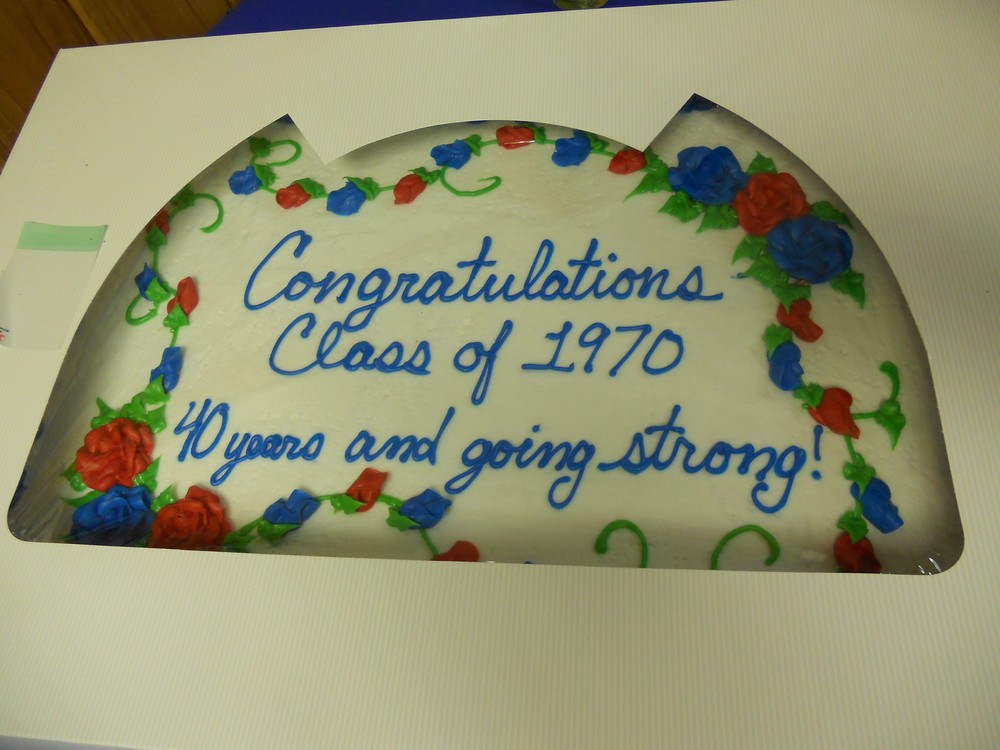 Congratulations
Class of 1970
40 years and going strong!